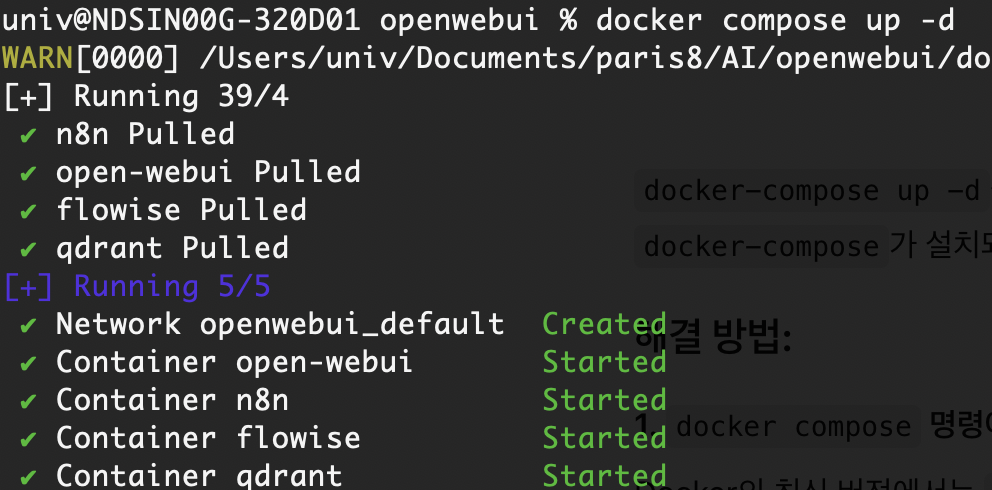 univ@NDSIN00G-320D01 openwebui % docker compose up -d
WARN[0000] /Users/univ/Documents/paris8/AI/openwebui/do
[+] Running 39/4
✔ n8n Pulled
✔ open-webui Pulled
✔ flowise Pulled
✔ qdrant Pulled
[+] Running 5/5
✔ Network openwebui_default Created
✔ Container open-webui Started
✔ Container n8n Started
✔ Container flowise Started
✔ Container qdrant Started
docker-compose up -d
docker-compose 가 설치되
해결 방법:
1. docker compose 명령어
Docker의 최신 버전에서는